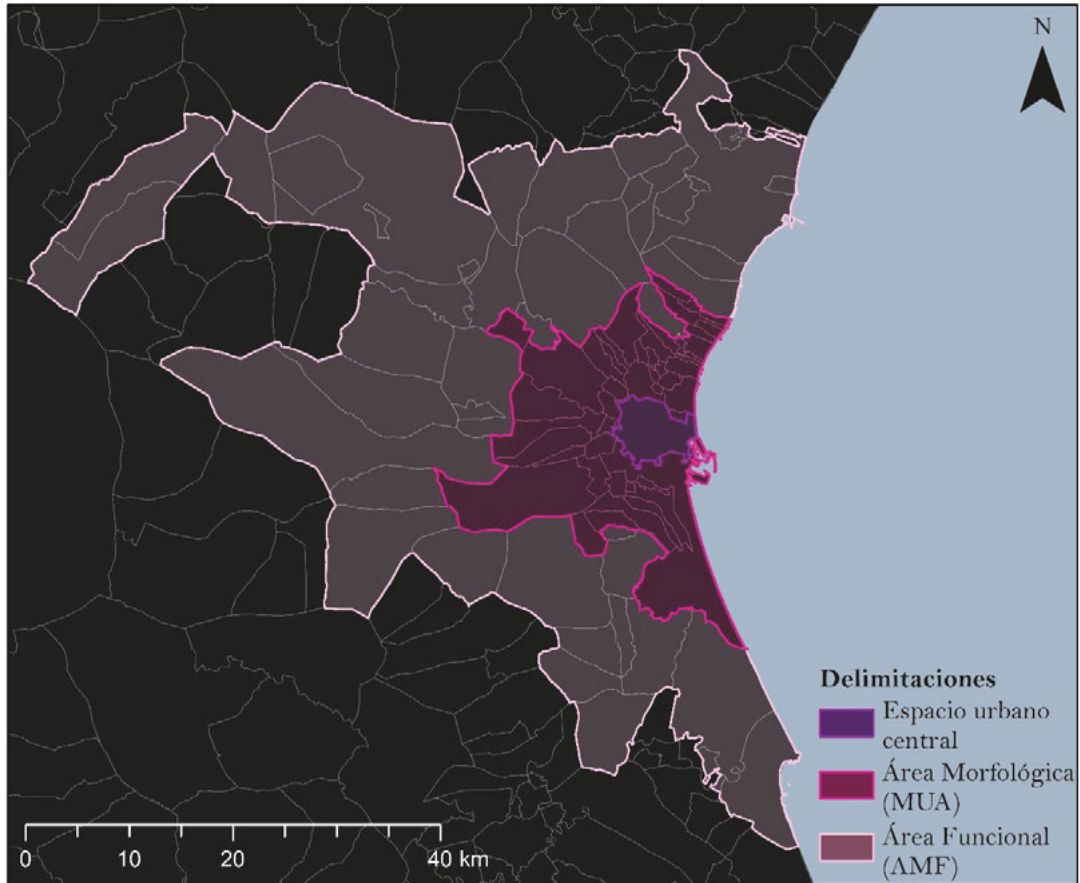 N
Delimitaciones
Espacio urbano
central
Área Morfológica
(MUA)
Área Funcional
(AMF)
0 10 20 40 km